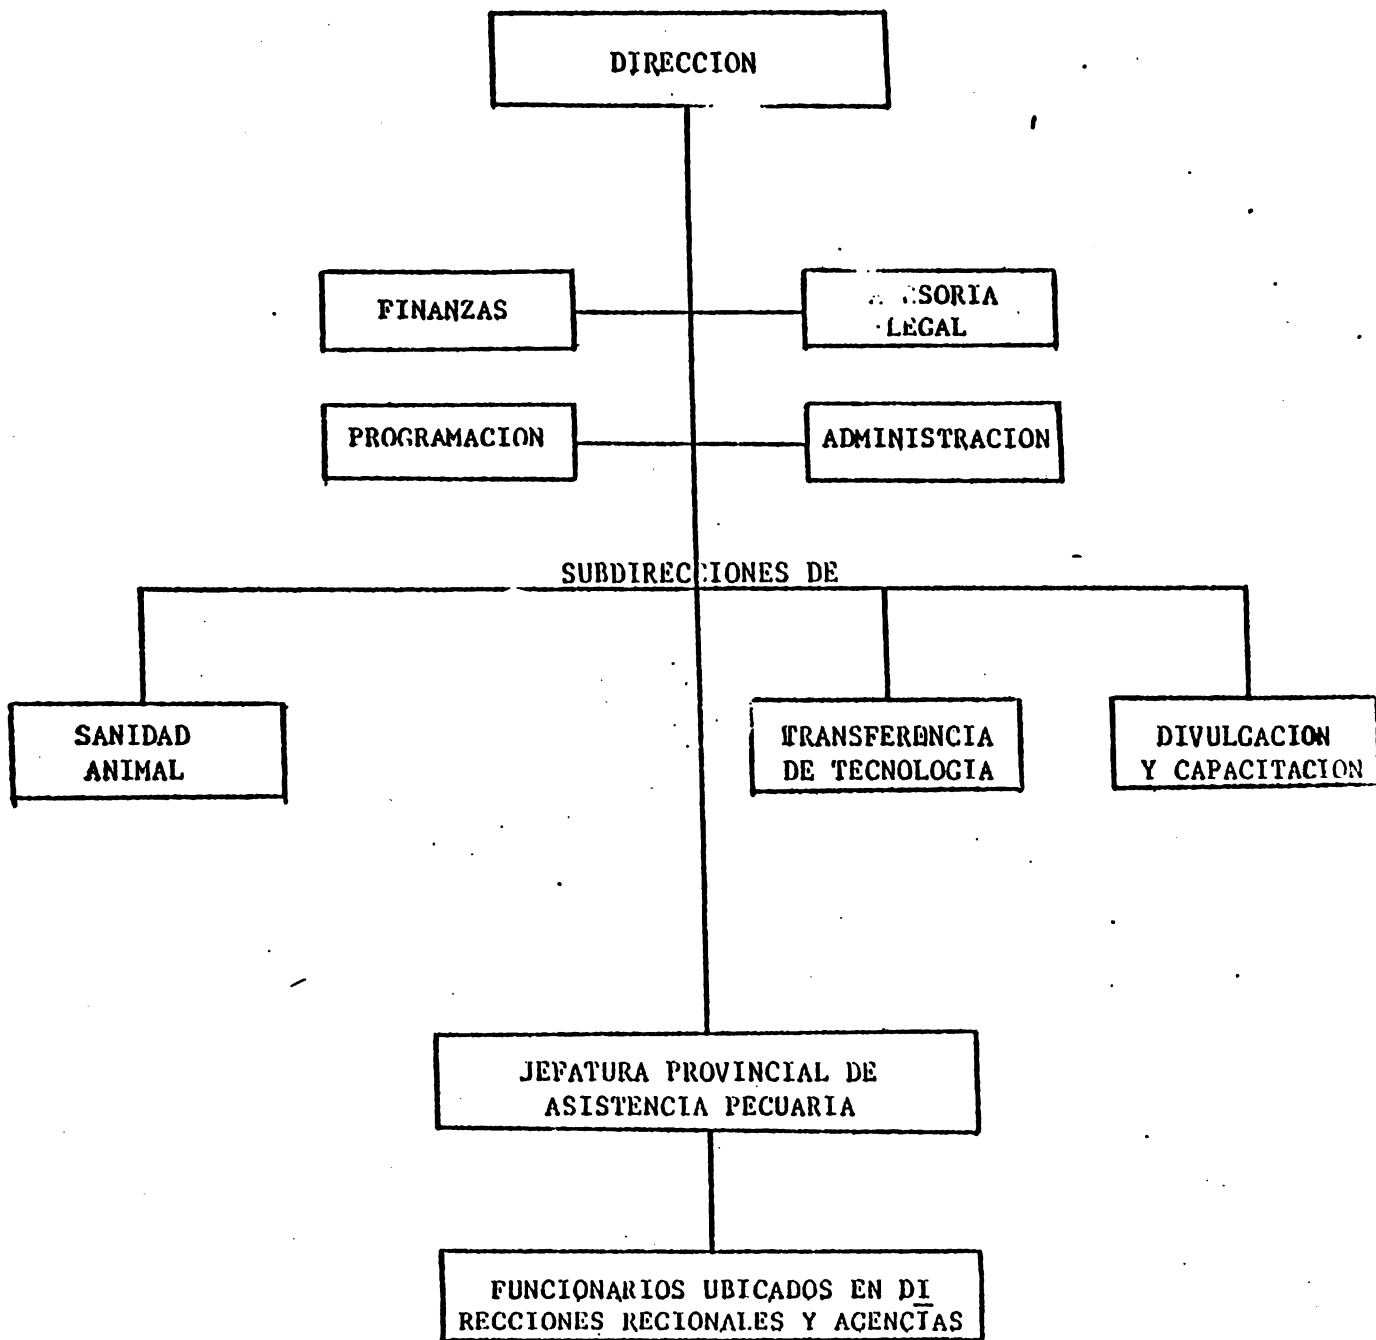 DIRECCION
FINANZAS
LEGAL
PROGRAMACION
ADMINISTRACION
SUBDIRECCIONES DE
SANIDAD
ANIMAL
TRANSFERENCIA
DE TECNOLOGIA
DIVULGACION
Y CAPACITACION
JEFATURA PROVINCIAL DE
ASISTENCIA PECUARIA
FUNCIONARIOS UBICADOS EN DI
RECCIONES REGIONALES Y AGENCIAS